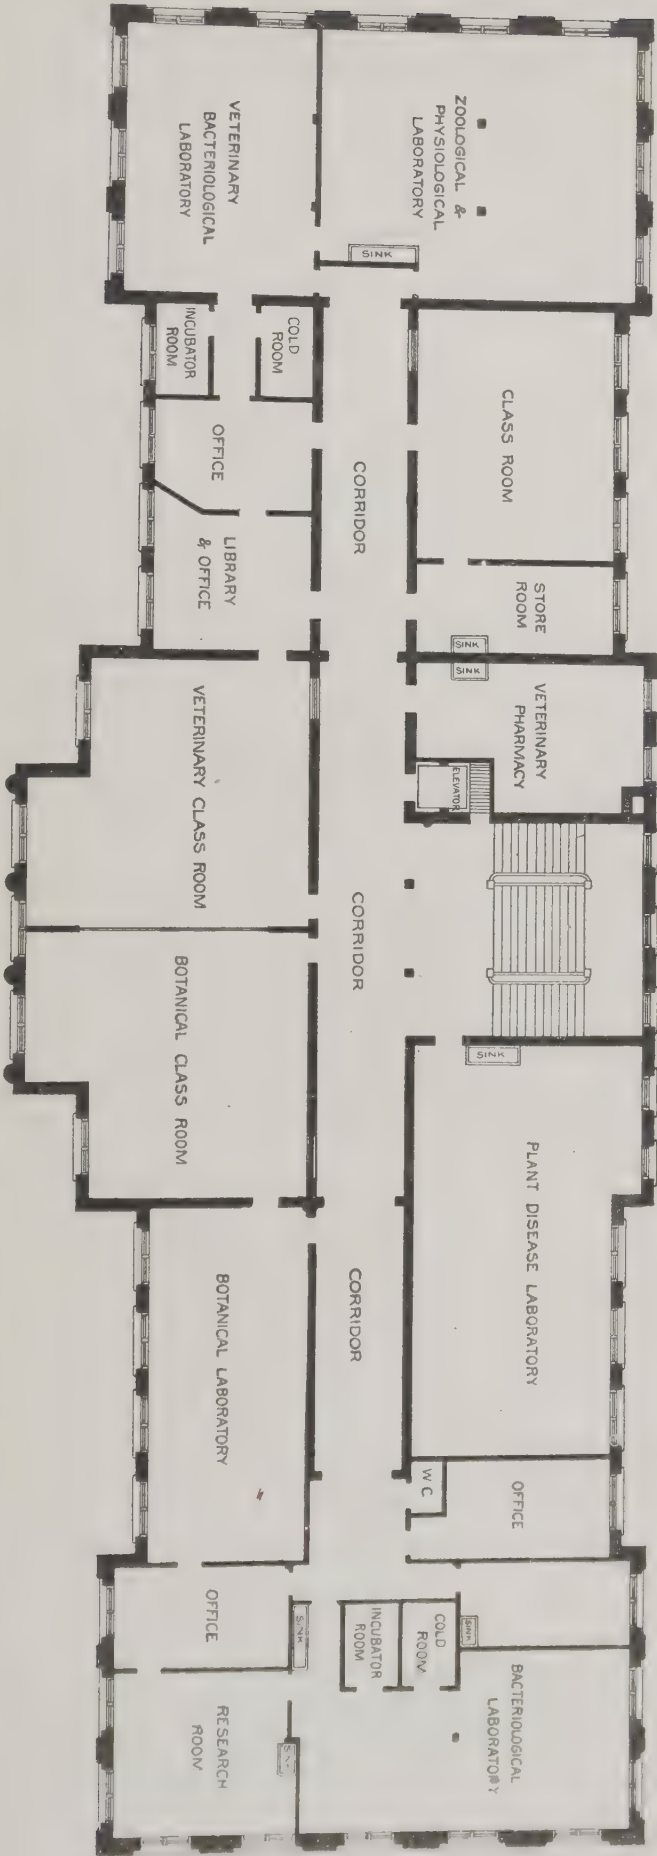 ZOOLOGICAL &
PHYSIOLOGICAL
LABORATORY
SINK
VETERINARY
BACTERIOLOGICAL
LABORATORY
COLD
ROOM
INCUBATOR
ROOM
CLASS ROOM
CORRIDOR
OFFICE
STORE
ROOM
SINK
LIBRARY
& OFFICE
SINK
VETERINARY
PHARMACY
ELEVATOR
VETERINARY CLASS ROOM
CORRIDOR
BOTANICAL CLASS ROOM
SINK
PLANT DISEASE LABORATORY
CORRIDOR
BOTANICAL LABORATORY
W C
OFFICE
OFFICE
SINK
SINK
COLD
ROOM
INCUBATOR
ROOM
BACTERIOLOGICAL
LABORATORY
RESEARCH
ROOM
SINK